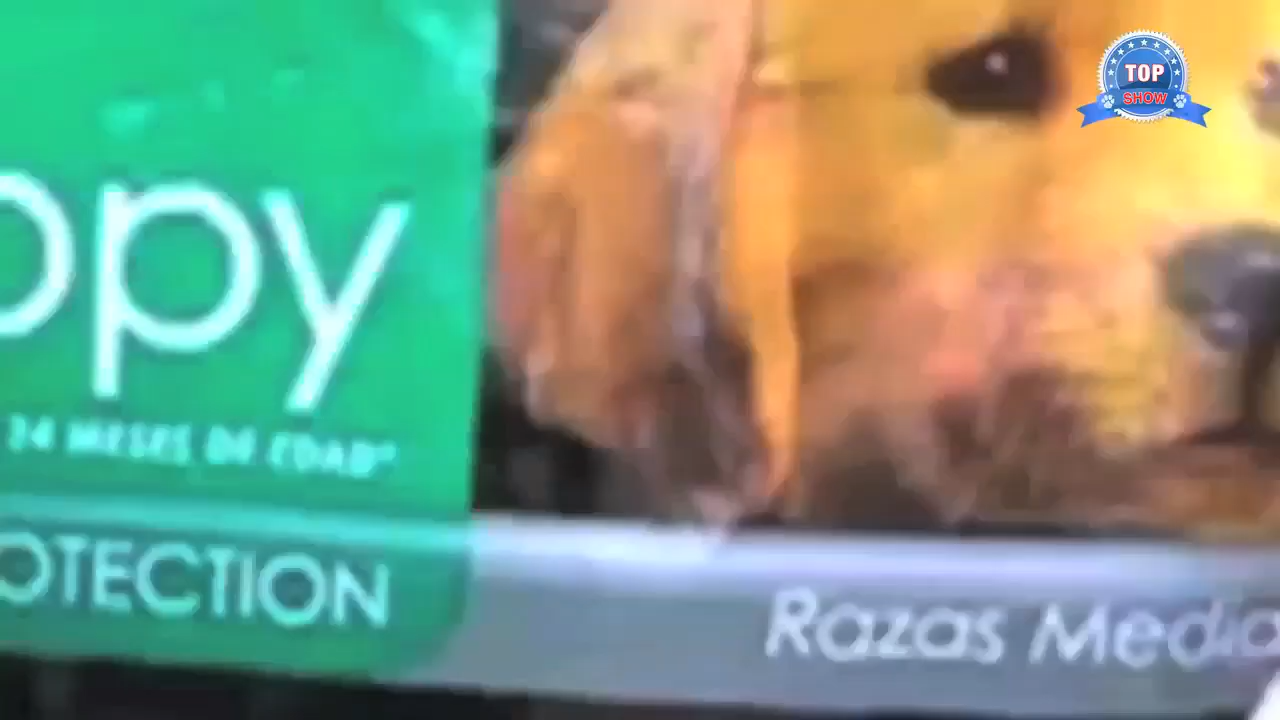 TOP
SHOW
ppy
24 MESES DE EDAD*
OTECTION
Razas Media